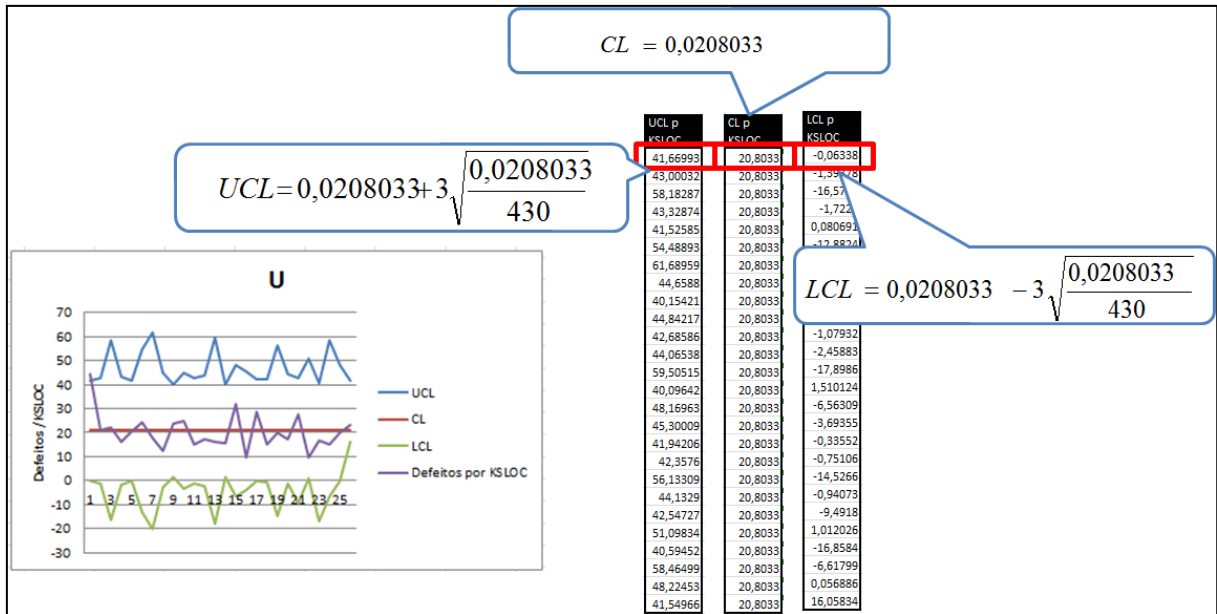 CL = 0,0208033
UCL=0,0208033+3√(0,0208033/430)
UCL p KSLOC
CL p KSLOC
LCL p KSLOC
41,66993 20,8033 -0,06338
43,00032 20,8033
58,18287 20,8033
43,32874 20,8033 -1,722
41,52585 20,8033 0,080691
54,48893 20,8033 -12,8824
61,68959 20,8033
44,6588 20,8033
40,15421 20,8033
44,84217 20,8033
42,68586 20,8033 -1,07932
44,06538 20,8033 -2,45883
59,50515 20,8033 -17,8986
40,09642 20,8033 1,510124
48,16963 20,8033 -6,56309
45,30009 20,8033 -3,69355
41,94206 20,8033 -0,33552
42,3576 20,8033 -0,75106
56,13309 20,8033 -14,5266
44,1329 20,8033 -0,94073
42,54727 20,8033 -9,4918
51,09834 20,8033 1,012026
40,59452 20,8033 -16,8584
58,46499 20,8033 -6,61799
48,22453 20,8033 0,056886
41,54966 20,8033 16,05834
LCL = 0,0208033 -3√(0,0208033/430)
U
Defeitos /KSLOC
70
60
50
40
30
20
10
0
-10
-20
-30
1 3 5 7 9 11 13 15 17 19 21 23 25
UCL
CL
LCL
Defeitos por KSLOC